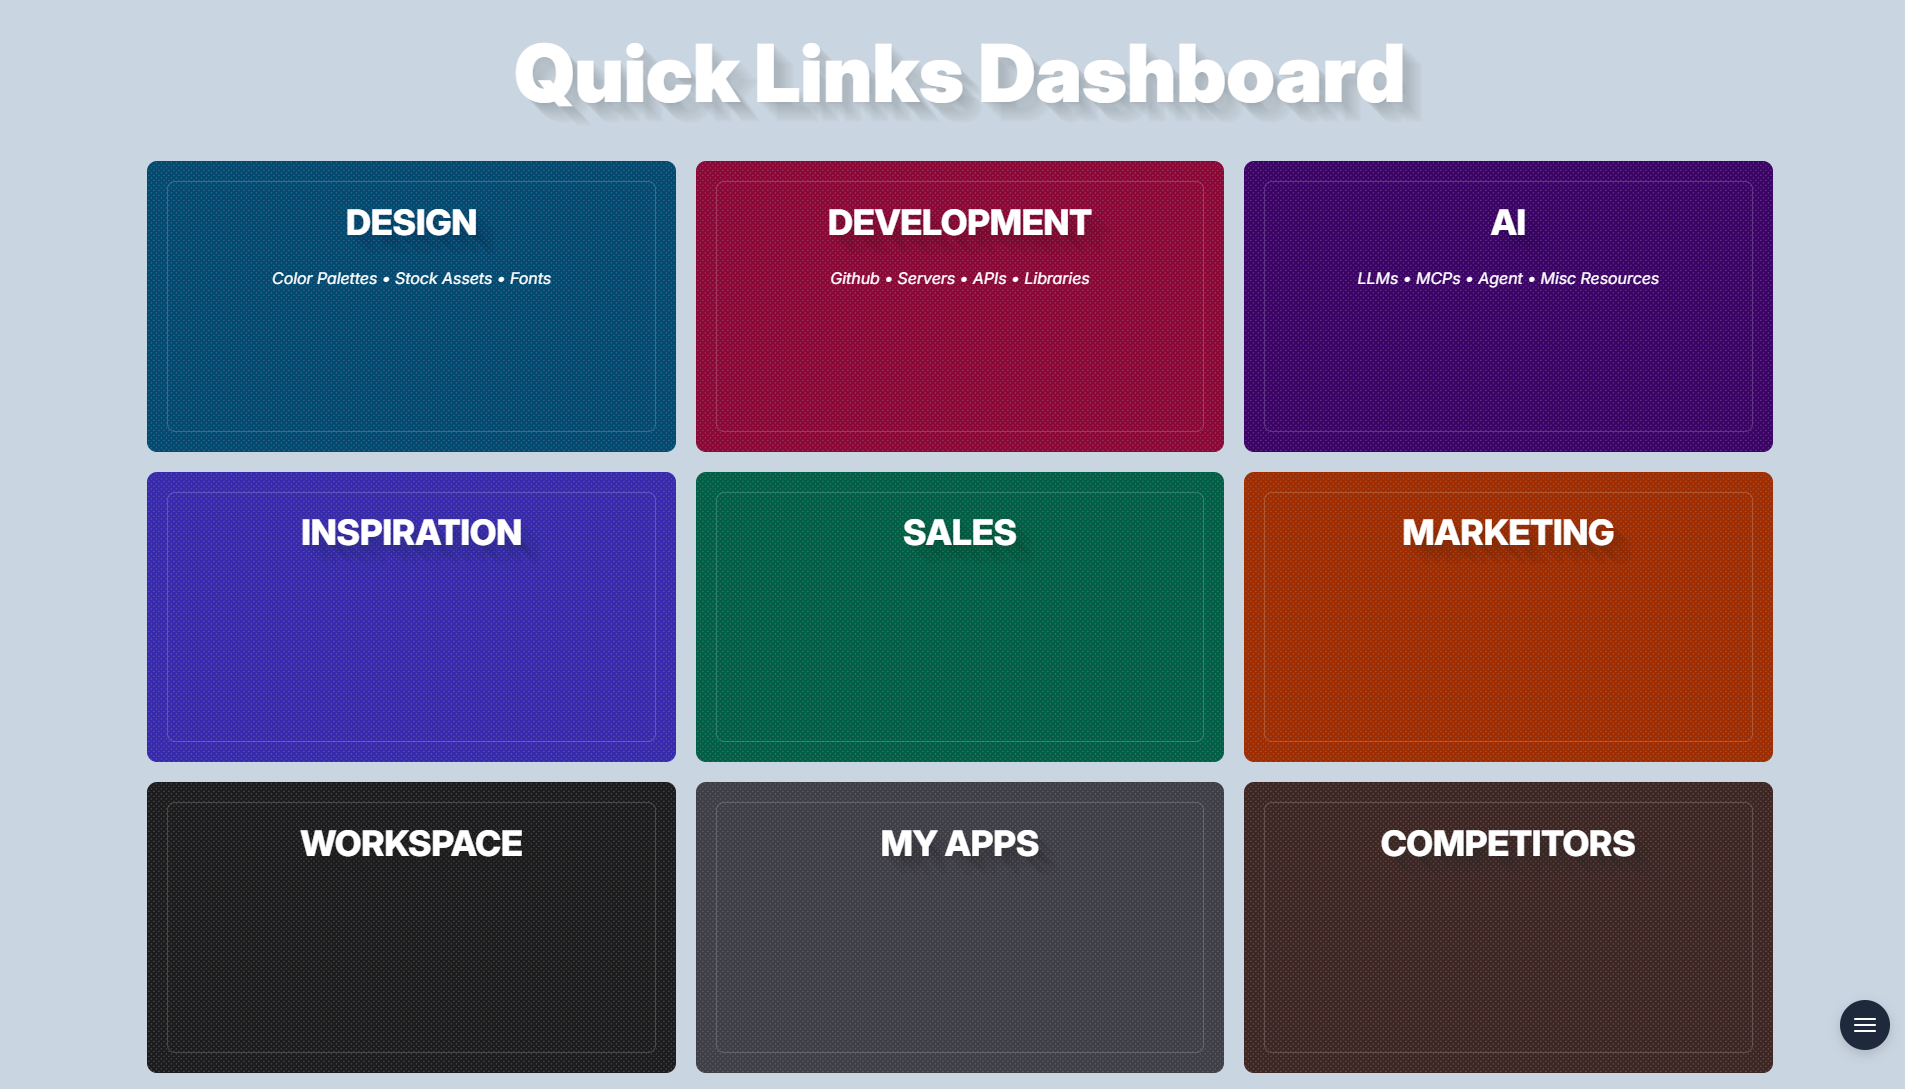 Quick Links Dashboard
DESIGN
Color Palettes • Stock Assets • Fonts
DEVELOPMENT
Github • Servers • APIs • Libraries
AI
LLMs • MCPs • Agent • Misc Resources
INSPIRATION
SALES
MARKETING
WORKSPACE
MY APPS
COMPETITORS